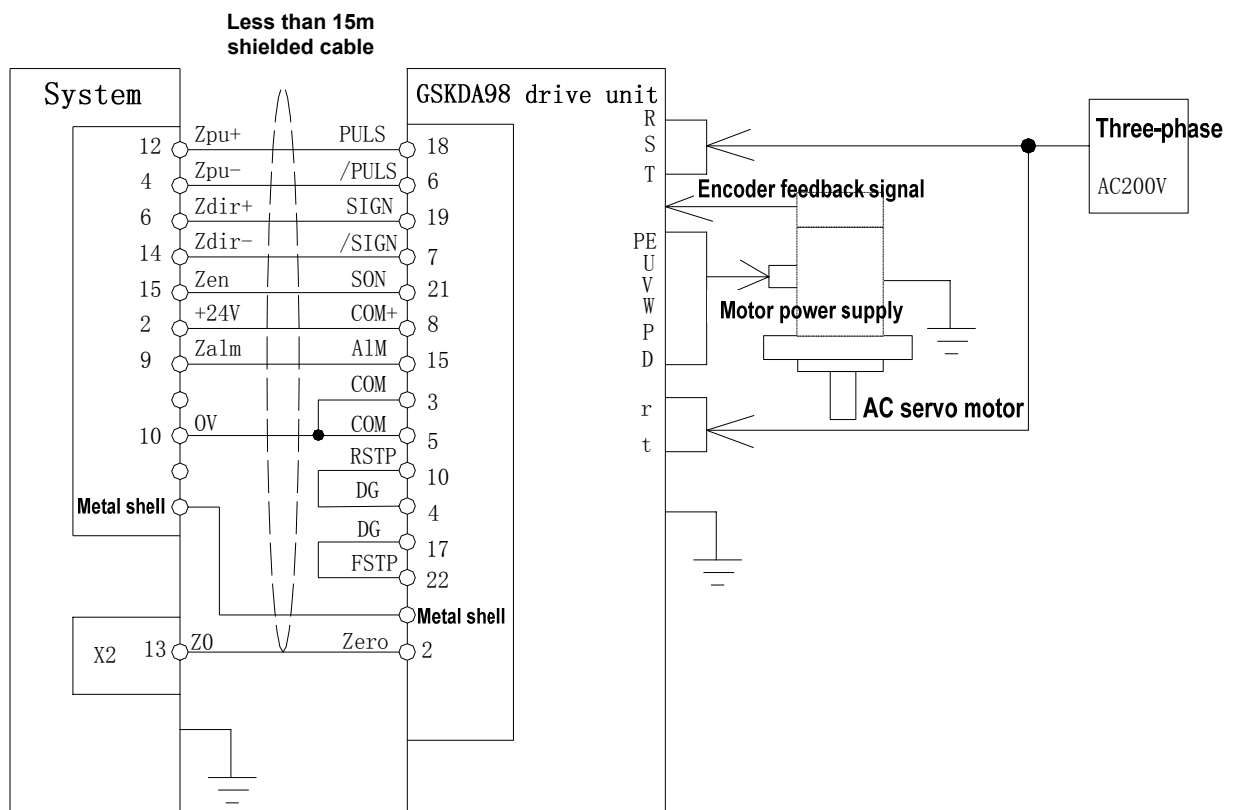 Less than 15m
shielded cable
System
GSKDA98 drive unit
12 Zpu+ PULS 18
4 Zpu- /PULS 6
6 Zdir+ SIGN 19
14 Zdir- /SIGN 7
15 Zen SON 21
2 +24V COM+ 8
9 Zalm AlM 15
COM 3
10 0V COM 5
RSTP 10
DG 4
DG 17
FSTP 22
Metal shell
Metal shell
X2 13 Z0 Zero 2
R
S
T
Encoder feedback signal
PE
U
V
W
P
D
Motor power supply
r
t
AC servo motor
Three-phase
AC200V